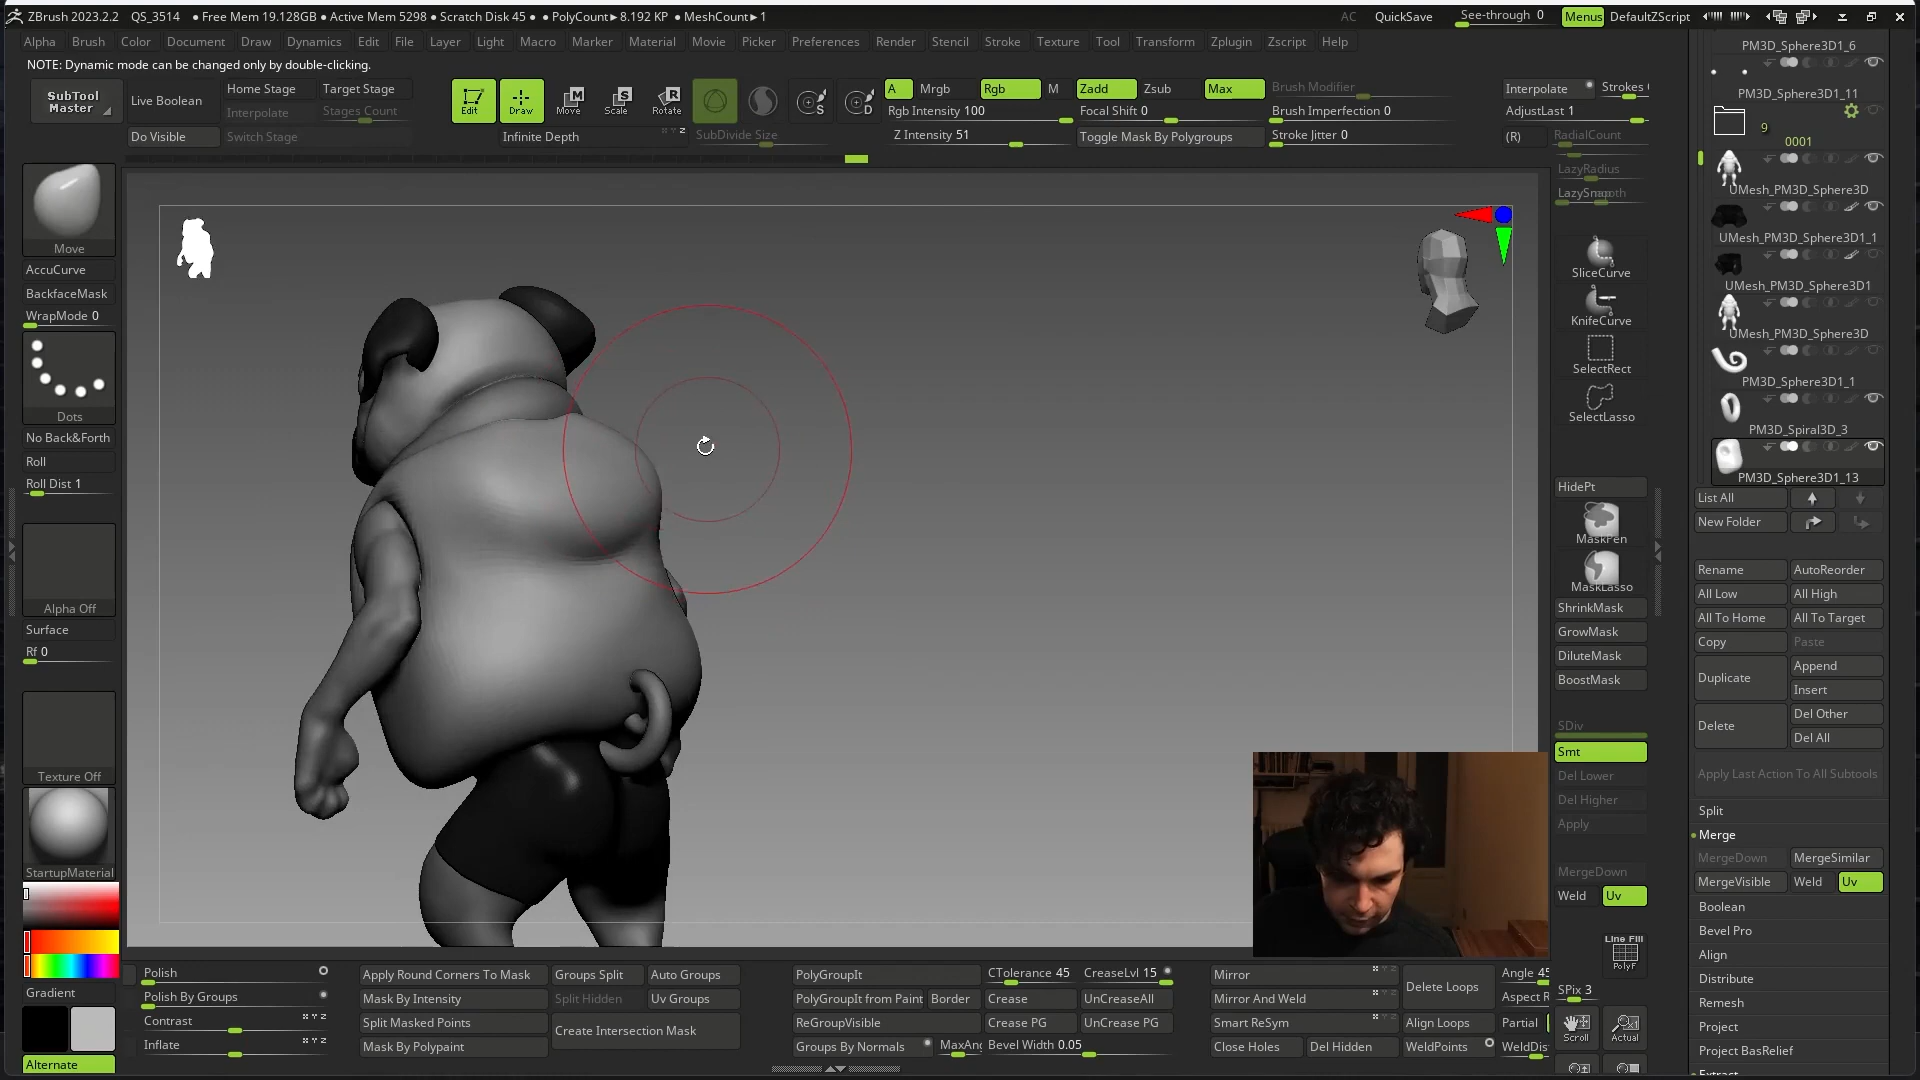 ZBrush 2023.2.2 QS_3514 ● Free Mem 19.128GB ● Active Mem 5298 ● Scratch Disk 45 ● ● PolyCount►8.192 KP ● MeshCount►1
AC QuickSave See-through 0 Menus DefaultZScript
Alpha Brush Color Document Draw Dynamics Edit File Layer Light Macro Marker Material Movie Picker Preferences Render Stencil Stroke Texture Tool Transform Zplugin Zscript Help
NOTE: Dynamic mode can be changed only by double-clicking.
SubTool Master
Live Boolean
Do Visible
Home Stage Target Stage
Interpolate Stages Count
Switch Stage
Edit Draw Move Scale Rotate
S D
Infinite Depth SubDivide Size
A Mrgb Rgb M Zadd Zsub Max Brush Modifier
Rgb Intensity 100 Focal Shift 0 Brush Imperfection 0
Z Intensity 51 Toggle Mask By Polygroups Stroke Jitter 0
Interpolate Strokes
AdjustLast 1
(R) RadialCount
LazyRadius
LazySnap
Move
AccuCurve
BackfaceMask
WrapMode 0
Dots
No Back&Forth
Roll
Roll Dist 1
Alpha Off
Surface
Rf 0
Texture Off
StartupMaterial
Gradient
Alternate
SliceCurve
KnifeCurve
SelectRect
SelectLasso
HidePt
MaskPen
MaskLasso
ShrinkMask
GrowMask
DiluteMask
BoostMask
SDiv
Smt
Del Lower
Del Higher
Apply
MergeDown
Weld Uv
Line Fill
PolyF
SPix 3
Scroll Actual
PM3D_Sphere3D1_6
PM3D_Sphere3D1_11
9
0001
UMesh_PM3D_Sphere3D
UMesh_PM3D_Sphere3D1_1
UMesh_PM3D_Sphere3D1
UMesh_PM3D_Sphere3D
PM3D_Sphere3D1_1
PM3D_Spiral3D_3
PM3D_Sphere3D1_13
List All
New Folder
Rename AutoReorder
All Low All High
All To Home All To Target
Copy Paste
Duplicate Append
Insert
Delete Del Other
Del All
Apply Last Action To All Subtools
Split
Merge
MergeDown MergeSimilar
MergeVisible Weld Uv
Boolean
Bevel Pro
Align
Distribute
Remesh
Project
Project BasRelief
Extract
Polish
Polish By Groups
Contrast
Inflate
Apply Round Corners To Mask Groups Split Auto Groups
Mask By Intensity Split Hidden Uv Groups
Split Masked Points Create Intersection Mask
Mask By Polypaint
PolyGroupIt CTolerance 45 CreaseLvl 15
PolyGroupIt from Paint Border Crease UnCreaseAll
ReGroupVisible Crease PG UnCrease PG
Groups By Normals MaxAng Bevel Width 0.05
Mirror Delete Loops Angle 45
Mirror And Weld Aspect R
Smart ReSym Align Loops Partial
Close Holes Del Hidden WeldPoints WeldDis